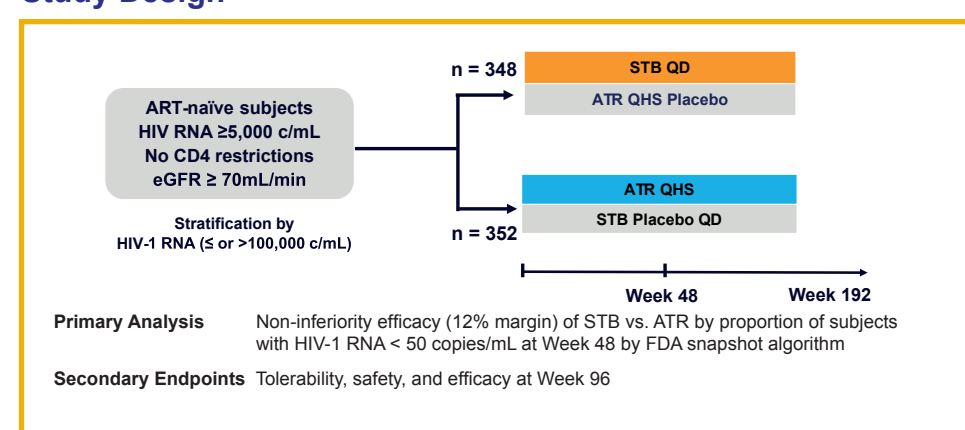 Study Design
ART-naïve subjects
HIV RNA ≥5,000 c/mL
No CD4 restrictions
eGFR ≥ 70mL/min
Stratification by
HIV-1 RNA (≤ or >100,000 c/mL)
n = 348
STB QD
ATR QHS Placebo
n = 352
ATR QHS
STB Placebo QD
Week 48
Week 192
Primary Analysis Non-inferiority efficacy (12% margin) of STB vs. ATR by proportion of subjects
with HIV-1 RNA < 50 copies/mL at Week 48 by FDA snapshot algorithm
Secondary Endpoints Tolerability, safety, and efficacy at Week 96